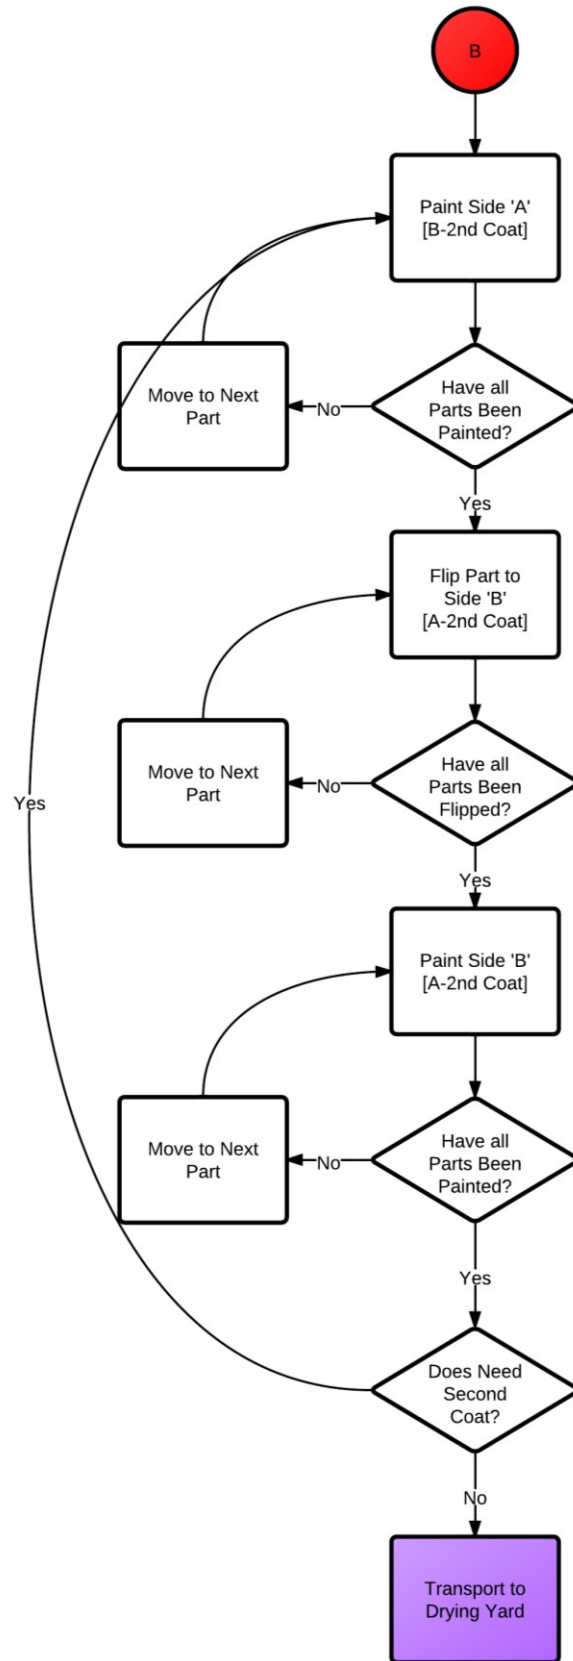 B
Paint Side 'A'
[B-2nd Coat]
Move to Next
Part
No
Have all
Parts Been
Painted?
Yes
Flip Part to
Side 'B'
[A-2nd Coat]
Move to Next
Part
No
Have all
Parts Been
Flipped?
Yes
Yes
Paint Side 'B'
[A-2nd Coat]
Move to Next
Part
No
Have all
Parts Been
Painted?
Yes
Does Need
Second
Coat?
No
Transport to
Drying Yard